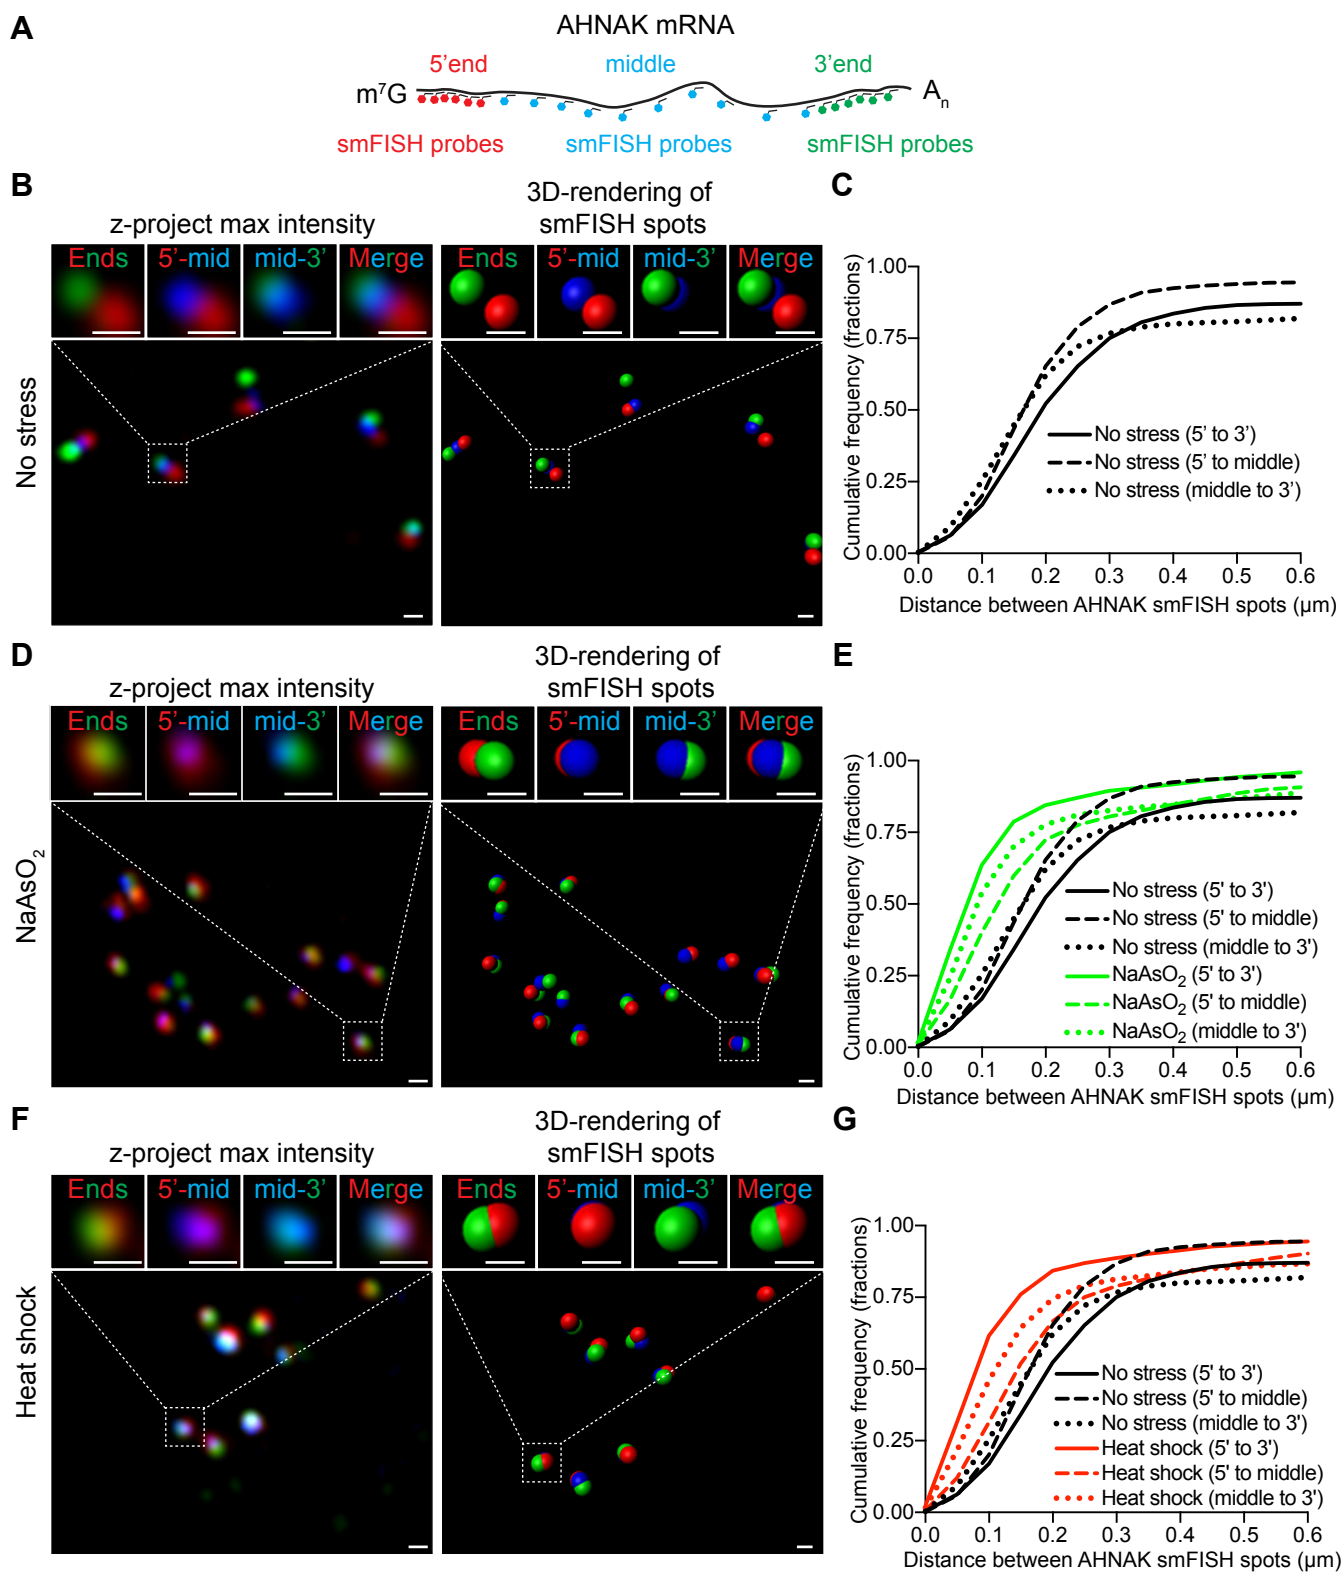 A
AHNAK mRNA
5’end
middle
3’end
m⁷G
Aₙ
smFISH probes
smFISH probes
smFISH probes
B
z-project max intensity
3D-rendering of
smFISH spots
No stress
Ends
5’-mid
mid-3’
Merge
Ends
5’-mid
mid-3’
Merge
C
Cumulative frequency (fractions)
1.00
0.75
0.50
0.25
0.00
No stress (5’ to 3’)
No stress (5’ to middle)
No stress (middle to 3’)
0.0 0.1 0.2 0.3 0.4 0.5 0.6
Distance between AHNAK smFISH spots (µm)
D
z-project max intensity
3D-rendering of
smFISH spots
NaAsO₂
Ends
5’-mid
mid-3’
Merge
Ends
5’-mid
mid-3’
Merge
E
Cumulative frequency (fractions)
1.00
0.75
0.50
0.25
0.00
No stress (5' to 3')
No stress (5' to middle)
No stress (middle to 3')
NaAsO₂ (5' to 3')
NaAsO₂ (5' to middle)
NaAsO₂ (middle to 3')
0.0 0.1 0.2 0.3 0.4 0.5 0.6
Distance between AHNAK smFISH spots (µm)
F
z-project max intensity
3D-rendering of
smFISH spots
Heat shock
Ends
5’-mid
mid-3’
Merge
Ends
5’-mid
mid-3’
Merge
G
Cumulative frequency (fractions)
1.00
0.75
0.50
0.25
0.00
No stress (5' to 3')
No stress (5' to middle)
No stress (middle to 3')
Heat shock (5' to 3')
Heat shock (5' to middle)
Heat shock (middle to 3')
0.0 0.1 0.2 0.3 0.4 0.5 0.6
Distance between AHNAK smFISH spots (µm)